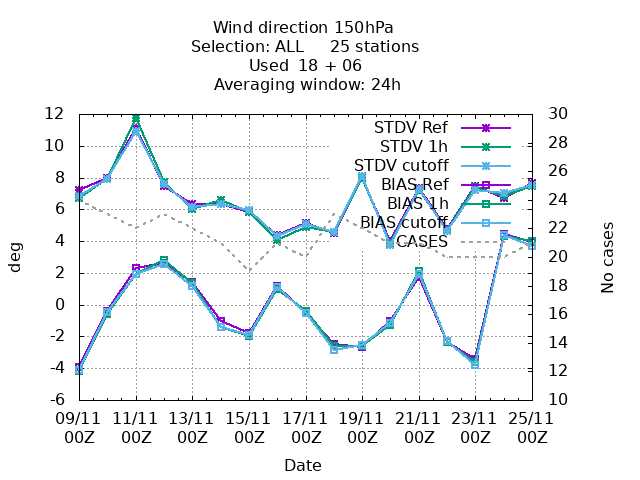 Wind direction 150hPa
Selection: ALL 25 stations
Used 18 + 06
Averaging window: 24h
12
10
8
6
4
2
0
-2
-4
-6
deg
30
28
26
24
22
20
18
16
14
12
10
No cases
STDV Ref
STDV 1h
STDV cutoff
BIAS Ref
BIAS 1h
BIAS cutoff
CASES
09/11 11/11 13/11 15/11 17/11 19/11 21/11 23/11 25/11
00Z 00Z 00Z 00Z 00Z 00Z 00Z 00Z 00Z
Date